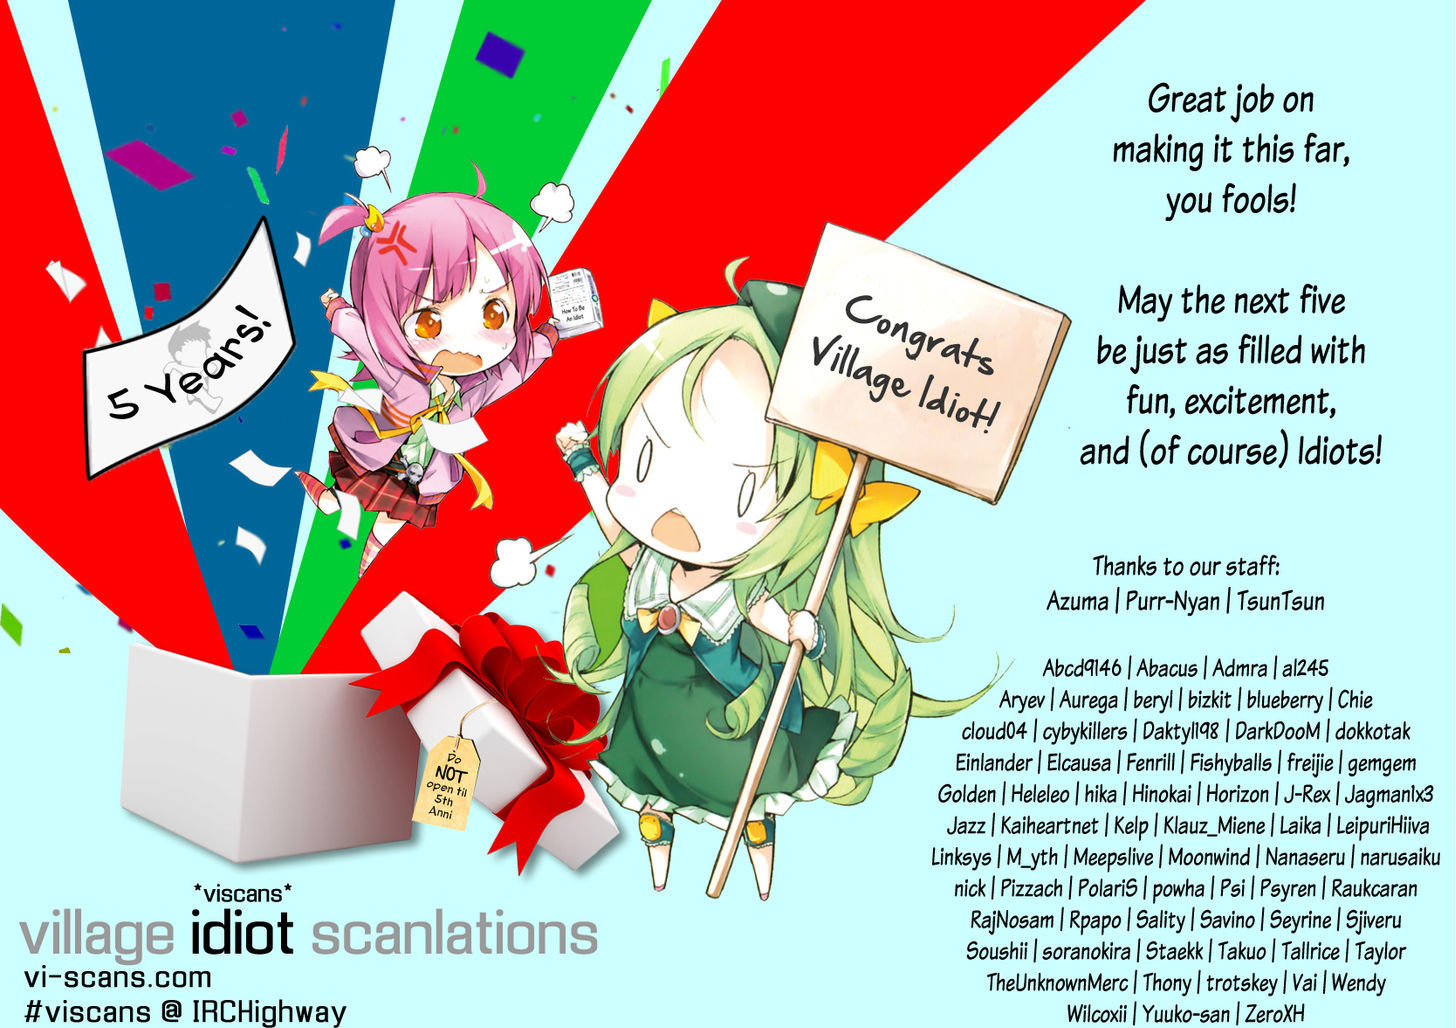 Great job on
making it this far,
you fools!
May the next five
be just as filled with
fun, excitement,
and (of course) Idiots!
5 Years!
How To Be
An Idiot
Congrats
Village Idiot!
Do
NOT
open til
5th
Anni
Thanks to our staff:
Azuma | Purr-Nyan | TsunTsun
Abcd9146 | Abacus | Admra | al245
Aryev | Aurega | beryl | bizkit | blueberry | Chie
cloud04 | cybykillers | Daktyl198 | DarkDooM | dokkotak
Einlander | Elcausa | Fenrill | Fishyballs | freijie | gemgem
Golden | Heleleo | hika | Hinokai | Horizon | J-Rex | Jagman1x3
Jazz | Kaiheartnet | Kelp | Klauz_Miene | Laika | LeipuriHiiva
Linksys | M_yth | Meepslive | Moonwind | Nanaseru | narusaiku
nick | Pizzach | PolariS | powha | Psi | Psyren | Raukcaran
RajNosam | Rpapo | Sality | Savino | Seyrine | Sjiveru
Soushii | soranokira | Staekk | Takuo | Tallrice | Taylor
TheUnknownMerc | Thony | trotskey | Vai | Wendy
Wilcoxii | Yuuko-san | ZeroXH
*viscans*
village idiot scanlations
vi-scans.com
#viscans @ IRCHighway